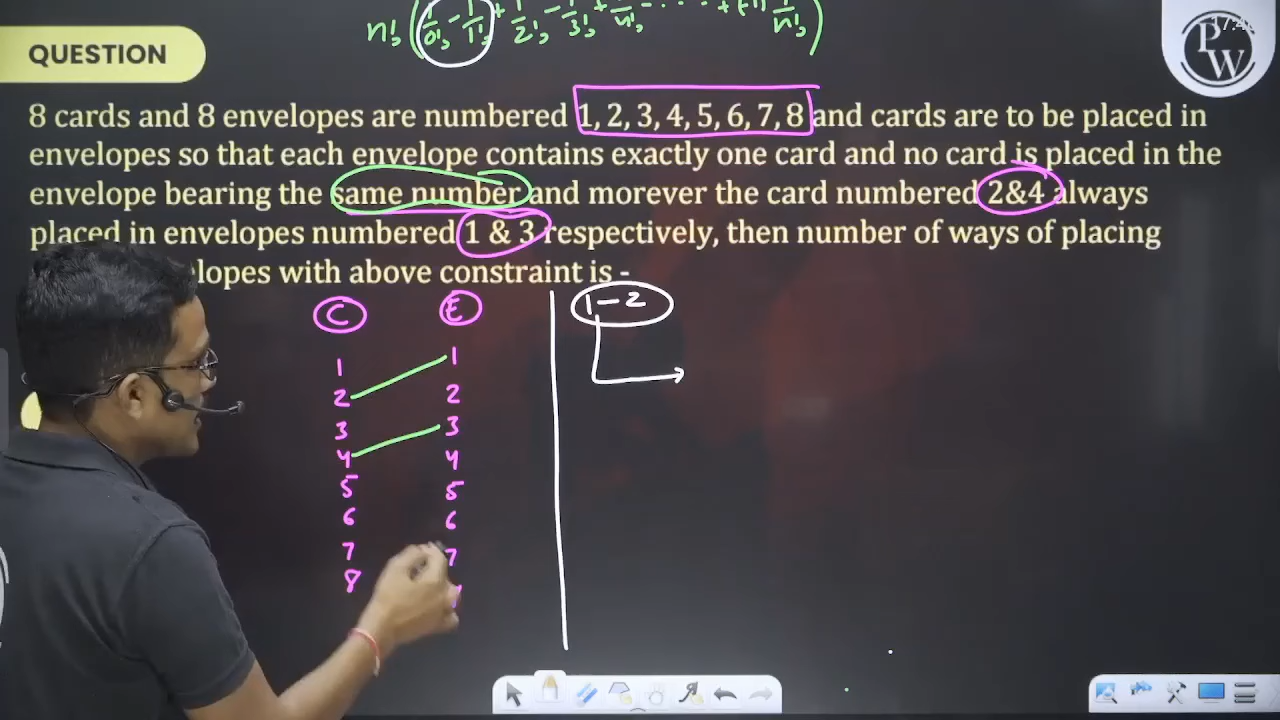 n! (1/0! - 1/1! + 1/2! - 1/3! + 1/4! - .... + (-1) 1/n!)
17:4
PW
QUESTION
8 cards and 8 envelopes are numbered 1, 2, 3, 4, 5, 6, 7, 8 and cards are to be placed in
envelopes so that each envelope contains exactly one card and no card is placed in the
envelope bearing the same number and morever the card numbered 2&4 always
placed in envelopes numbered 1 & 3 respectively, then number of ways of placing
lopes with above constraint is -
C E 1-2
1 1
2 2
3 3
4 4
5 5
6 6
7 7
8